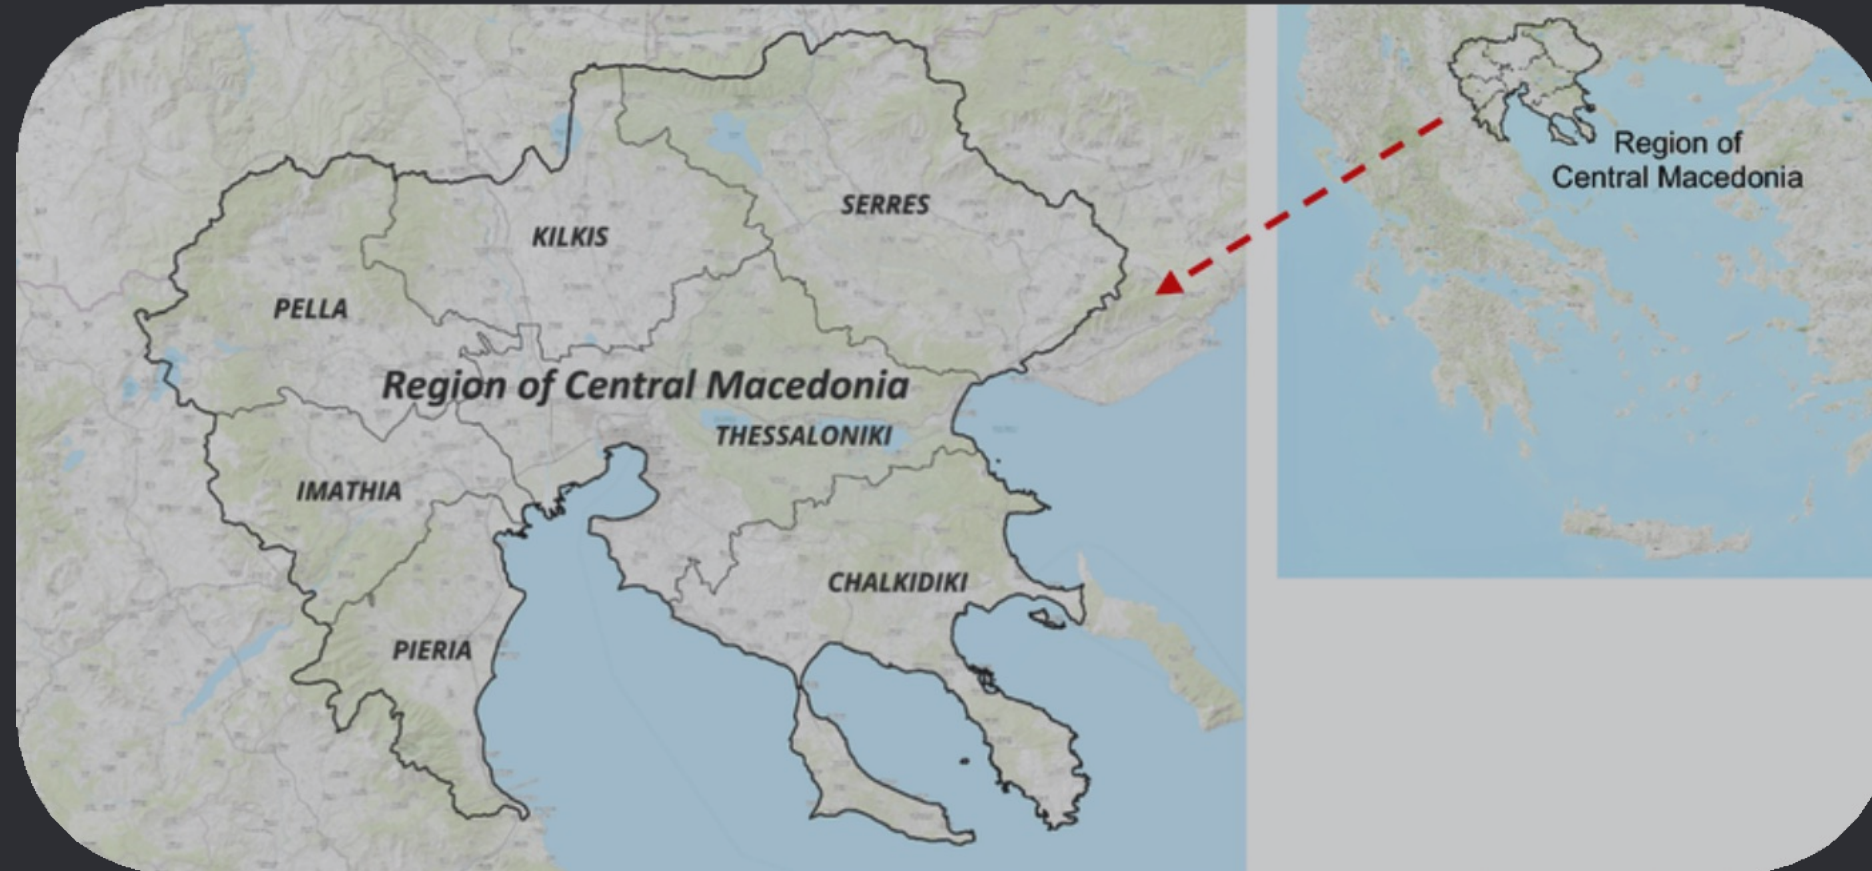 SERRES
KILKIS
PELLA
Region of Central Macedonia
THESSALONIKI
IMATHIA
CHALKIDIKI
PIERIA
Region of
Central Macedonia